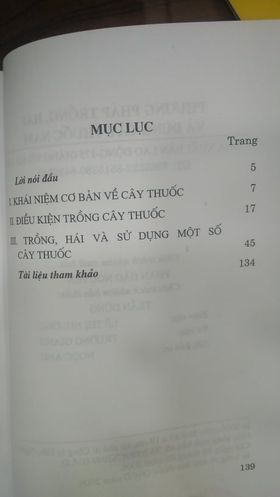 MỤC LỤC
Trang
Lời nói đầu 5
I. KHÁI NIỆM CƠ BẢN VỀ CÂY THUỐC 7
II. ĐIỀU KIỆN TRỒNG CÂY THUỐC 17
III. TRỒNG, HÁI VÀ SỬ DỤNG MỘT SỐ
CÂY THUỐC 45
Tài liệu tham khảo 134
139